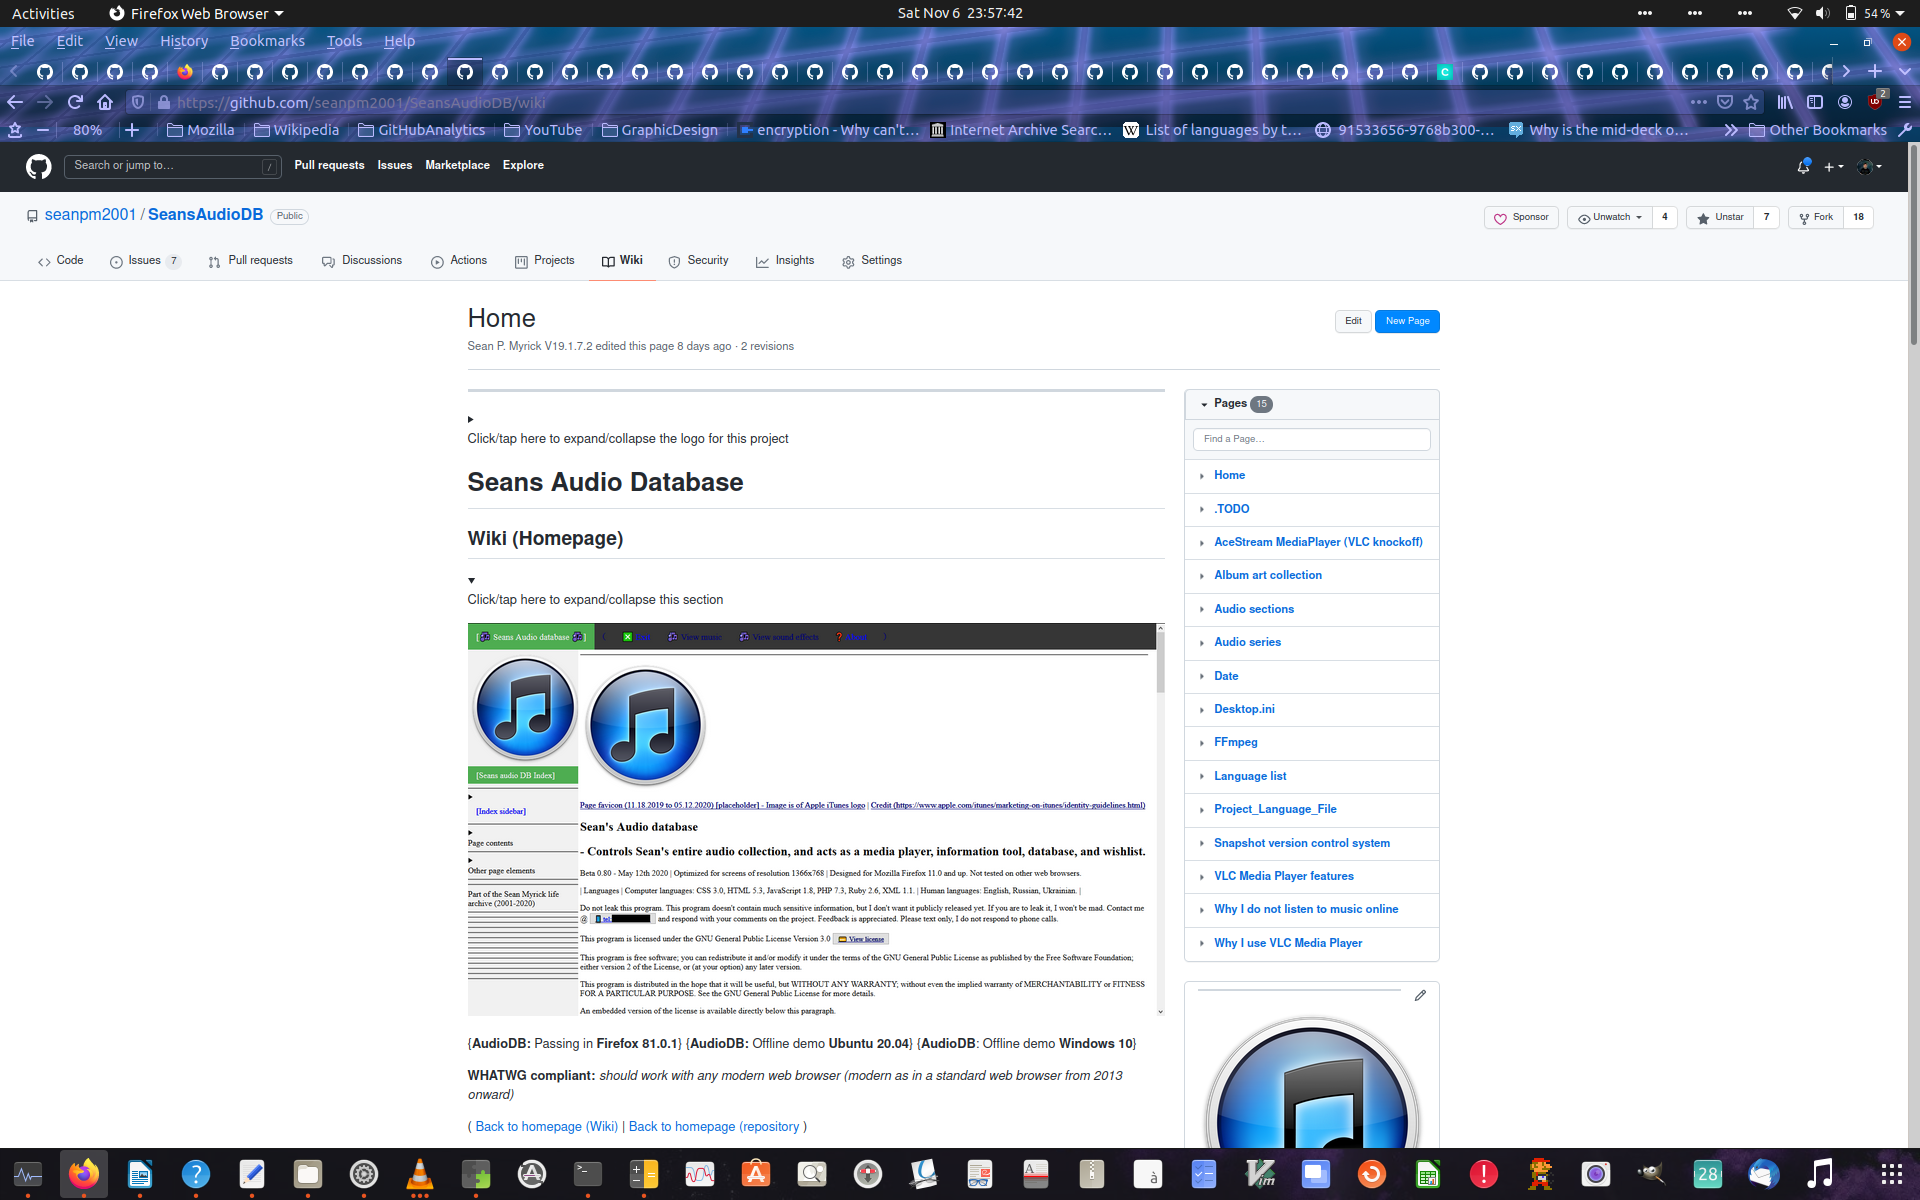 Activities
Firefox Web Browser
Sat Nov 6 23:57:42
54 %
File Edit View History Bookmarks Tools Help
https://github.com/seanpm2001/SeansAudioDB/wiki
2
80%
Mozilla
Wikipedia
GitHubAnalytics
YouTube
GraphicDesign
encryption - Why can't...
Internet Archive Searc...
List of languages by t...
91533656-9768b300-...
Why is the mid-deck o...
Other Bookmarks
Search or jump to...
/
Pull requests Issues Marketplace Explore
seanpm2001 / SeansAudioDB Public
Sponsor
Unwatch 4
Unstar 7
Fork 18
Code
Issues 7
Pull requests
Discussions
Actions
Projects
Wiki
Security
Insights
Settings
Home
Edit
New Page
Sean P. Myrick V19.1.7.2 edited this page 8 days ago · 2 revisions
Click/tap here to expand/collapse the logo for this project
Seans Audio Database
Wiki (Homepage)
Click/tap here to expand/collapse this section
[ Seans Audio database ]
( Exit View music View sound effects About )
[Seans audio DB Index]
[Index sidebar]
Page contents
Other page elements
Part of the Sean Myrick life
archive (2001-2020)
Page favicon (11.18.2019 to 05.12.2020) [placeholder] - Image is of Apple iTunes logo | Credit (https://www.apple.com/itunes/marketing-on-itunes/identity-guidelines.html)
Sean's Audio database
- Controls Sean's entire audio collection, and acts as a media player, information tool, database, and wishlist.
Beta 0.80 - May 12th 2020 | Optimized for screens of resolution 1366x768 | Designed for Mozilla Firefox 11.0 and up. Not tested on other web browsers.
| Languages | Computer languages: CSS 3.0, HTML 5.3, JavaScript 1.8, PHP 7.3, Ruby 2.6, XML 1.1. | Human languages: English, Russian, Ukrainian. |
Do not leak this program. This program doesn't contain much sensitive information, but I don't want it publicly released yet. If you are to leak it, I won't be mad. Contact me
@ tel: and respond with your comments on the project. Feedback is appreciated. Please text only, I do not respond to phone calls.
This program is licensed under the GNU General Public License Version 3.0 View license
This program is free software; you can redistribute it and/or modify it under the terms of the GNU General Public License as published by the Free Software Foundation;
either version 2 of the License, or (at your option) any later version.
This program is distributed in the hope that it will be useful, but WITHOUT ANY WARRANTY; without even the implied warranty of MERCHANTABILITY or FITNESS
FOR A PARTICULAR PURPOSE. See the GNU General Public License for more details.
An embedded version of the license is available directly below this paragraph.
{AudioDB: Passing in Firefox 81.0.1} {AudioDB: Offline demo Ubuntu 20.04} {AudioDB: Offline demo Windows 10}
WHATWG compliant: should work with any modern web browser (modern as in a standard web browser from 2013
onward)
( Back to homepage (Wiki) | Back to homepage (repository )
Pages 15
Find a Page...
Home
.TODO
AceStream MediaPlayer (VLC knockoff)
Album art collection
Audio sections
Audio series
Date
Desktop.ini
FFmpeg
Language list
Project_Language_File
Snapshot version control system
VLC Media Player features
Why I do not listen to music online
Why I use VLC Media Player
28